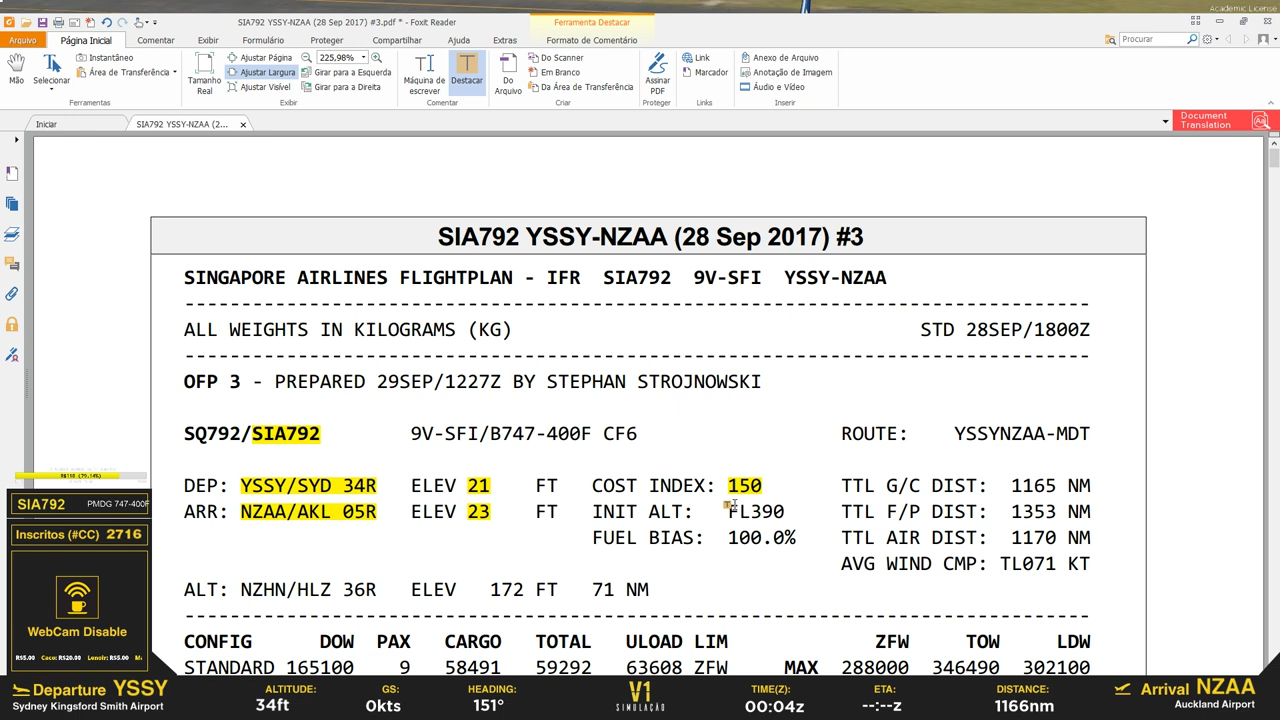 Academic License
SIA792 YSSY-NZAA (28 Sep 2017) #3.pdf * - Foxit Reader
Ferramenta Destacar
Arquivo Página Inicial Comentar Exibir Formulário Proteger Compartilhar Ajuda Extras Formato de Comentário
Procurar
Mão
Selecionar
Instantâneo
Área de Transferência
Ferramentas
Tamanho Real
Ajustar Página
Ajustar Largura
Ajustar Visível
225,98%
Girar para a Esquerda
Girar para a Direita
Exibir
Máquina de escrever
Destacar
Comentar
Do Arquivo
Do Scanner
Em Branco
Da Área de Transferência
Criar
Assinar PDF
Proteger
Link
Marcador
Links
Anexo de Arquivo
Anotação de Imagem
Áudio e Vídeo
Inserir
Iniciar
SIA792 YSSY-NZAA (2...
Document Translation
SIA792 YSSY-NZAA (28 Sep 2017) #3
SINGAPORE AIRLINES FLIGHTPLAN - IFR SIA792 9V-SFI YSSY-NZAA
ALL WEIGHTS IN KILOGRAMS (KG) STD 28SEP/1800Z
OFP 3 - PREPARED 29SEP/1227Z BY STEPHAN STROJNOWSKI
SQ792/SIA792 9V-SFI/B747-400F CF6 ROUTE: YSSYNZAA-MDT
DEP: YSSY/SYD 34R ELEV 21 FT COST INDEX: 150 TTL G/C DIST: 1165 NM
ARR: NZAA/AKL 05R ELEV 23 FT INIT ALT: FL390 TTL F/P DIST: 1353 NM
FUEL BIAS: 100.0% TTL AIR DIST: 1170 NM
AVG WIND CMP: TL071 KT
ALT: NZHN/HLZ 36R ELEV 172 FT 71 NM
CONFIG DOW PAX CARGO TOTAL ULOAD LIM ZFW TOW LDW
STANDARD 165100 9 58491 59292 63608 ZFW MAX 288000 346490 302100
SIA792 PMDG 747-400F
Inscritos (#CC) 2716
WebCam Disable
R$5.00 Caco: R$20.00 Lenoir: R$5.00
Departure YSSY
Sydney Kingsford Smith Airport
ALTITUDE:
34ft
GS:
0kts
HEADING:
151°
V1
SIMULAÇÃO
TIME(Z):
00:04z
ETA:
--:--z
DISTANCE:
1166nm
Arrival NZAA
Auckland Airport